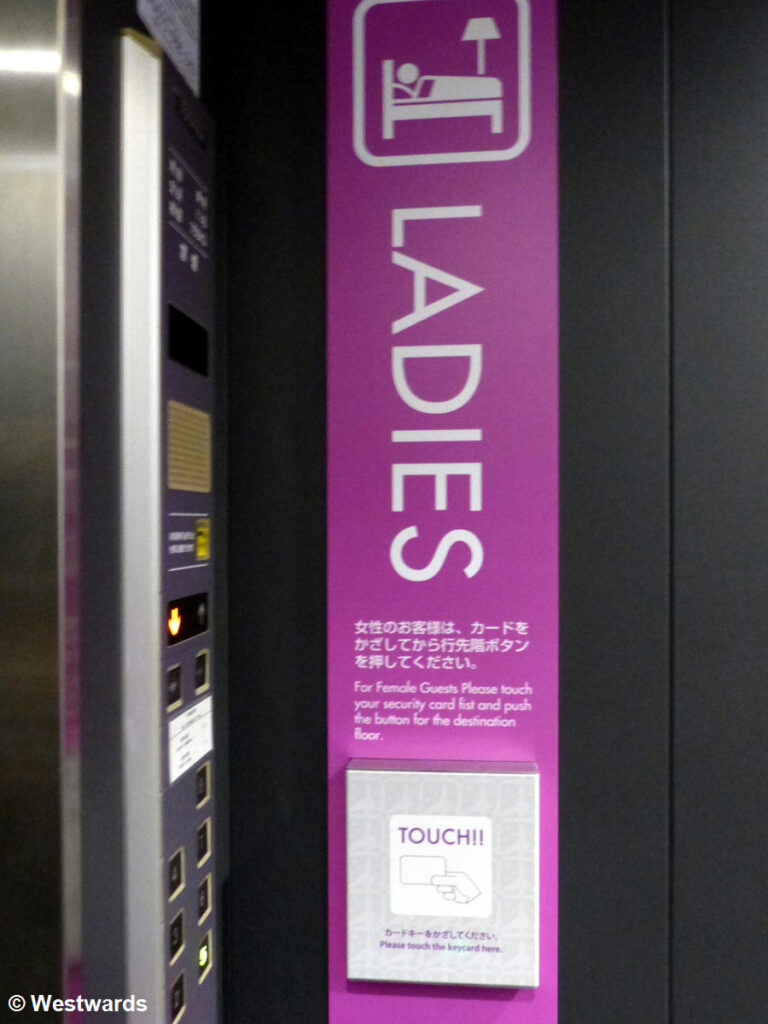 LADIES
女性のお客様は、カードを
かざしてから行先階ボタン
を押してください。
For Female Guests Please touch
your security card fist and push
the button for the destination
floor.
TOUCH!!
カードキーをかざしてください。
Please touch the keycard here.
© Westwards